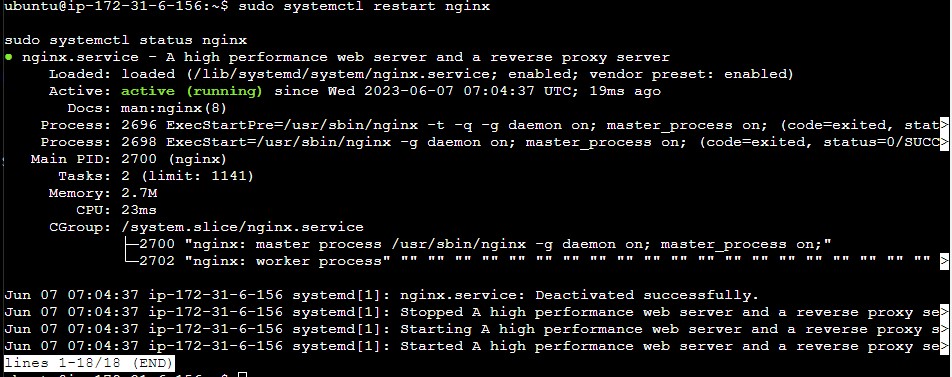 ubuntu@ip-172-31-6-156:~$ sudo systemctl restart nginx
sudo systemctl status nginx
● nginx.service - A high performance web server and a reverse proxy server
Loaded: loaded (/lib/systemd/system/nginx.service; enabled; vendor preset: enabled)
Active: active (running) since Wed 2023-06-07 07:04:37 UTC; 19ms ago
Docs: man:nginx(8)
Process: 2696 ExecStartPre=/usr/sbin/nginx -t -q -g daemon on; master_process on; (code=exited, stat>
Process: 2698 ExecStart=/usr/sbin/nginx -g daemon on; master_process on; (code=exited, status=0/SUCC>
Main PID: 2700 (nginx)
Tasks: 2 (limit: 1141)
Memory: 2.7M
CPU: 23ms
CGroup: /system.slice/nginx.service
├─2700 "nginx: master process /usr/sbin/nginx -g daemon on; master_process on;"
└─2702 "nginx: worker process" "" "" "" "" "" "" "" "" "" "" "" "" "" "" "" "" "" "" "" >
Jun 07 07:04:37 ip-172-31-6-156 systemd[1]: nginx.service: Deactivated successfully.
Jun 07 07:04:37 ip-172-31-6-156 systemd[1]: Stopped A high performance web server and a reverse proxy se>
Jun 07 07:04:37 ip-172-31-6-156 systemd[1]: Starting A high performance web server and a reverse proxy s>
Jun 07 07:04:37 ip-172-31-6-156 systemd[1]: Started A high performance web server and a reverse proxy se>
lines 1-18/18 (END)